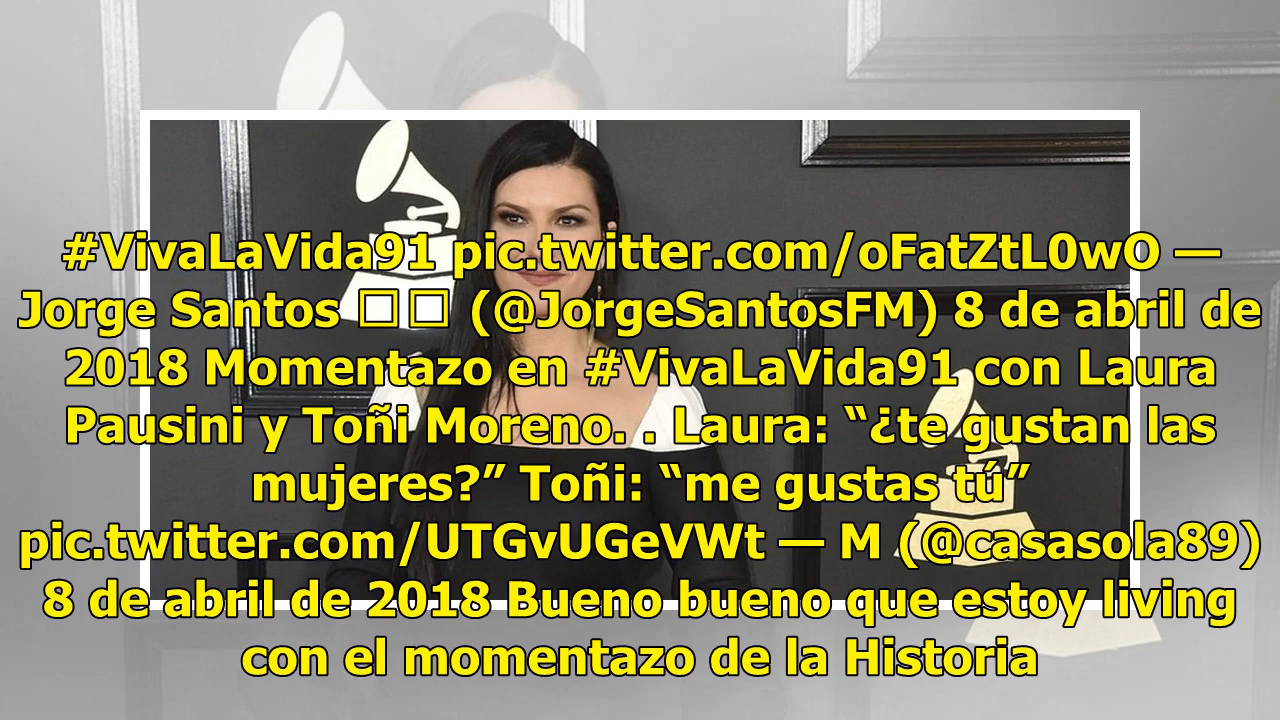 #VivaLaVida91 pic.twitter.com/oFatZtL0wO —
Jorge Santos □□ (@JorgeSantosFM) 8 de abril de
2018 Momentazo en #VivaLaVida91 con Laura
Pausini y Toñi Moreno. . Laura: “¿te gustan las
mujeres?” Toñi: “me gustas tú”
pic.twitter.com/UTGvUGeVWt — M (@casasola89)
8 de abril de 2018 Bueno bueno que estoy living
con el momentazo de la Historia